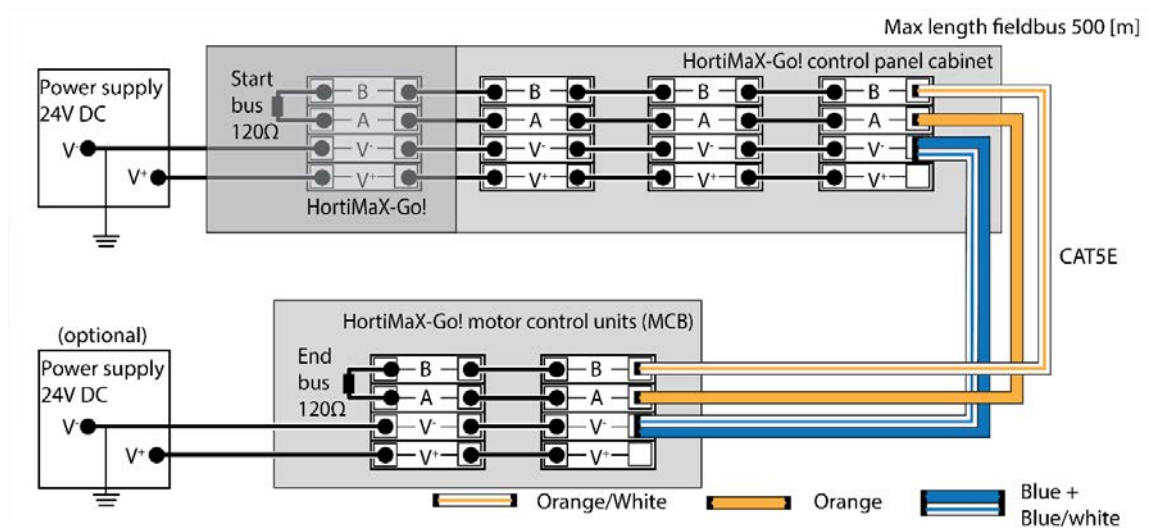 Max length fieldbus 500 [m]
HortiMaX-Go! control panel cabinet
Power supply
24V DC
V-
V+
Start
bus
120Ω
B
A
V-
V+
HortiMaX-Go!
B
A
V-
V+
B
A
V-
V+
B
A
V-
V+
CAT5E
(optional)
Power supply
24V DC
V-
V+
HortiMaX-Go! motor control units (MCB)
End
bus
120Ω
B
A
V-
V+
B
A
V-
V+
Orange/White
Orange
Blue +
Blue/white